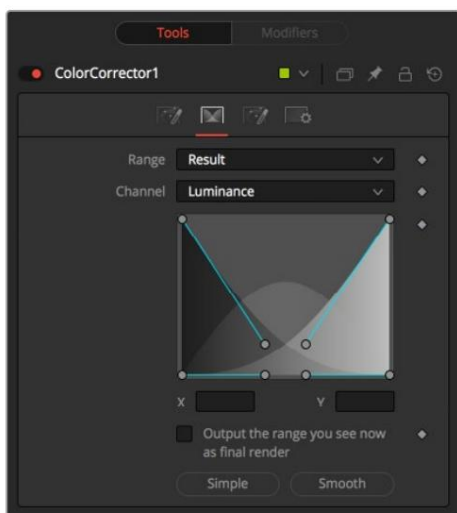 Tools Modifiers
ColorCorrector1
Range Result
Channel Luminance
X Y
Output the range you see now
as final render
Simple Smooth